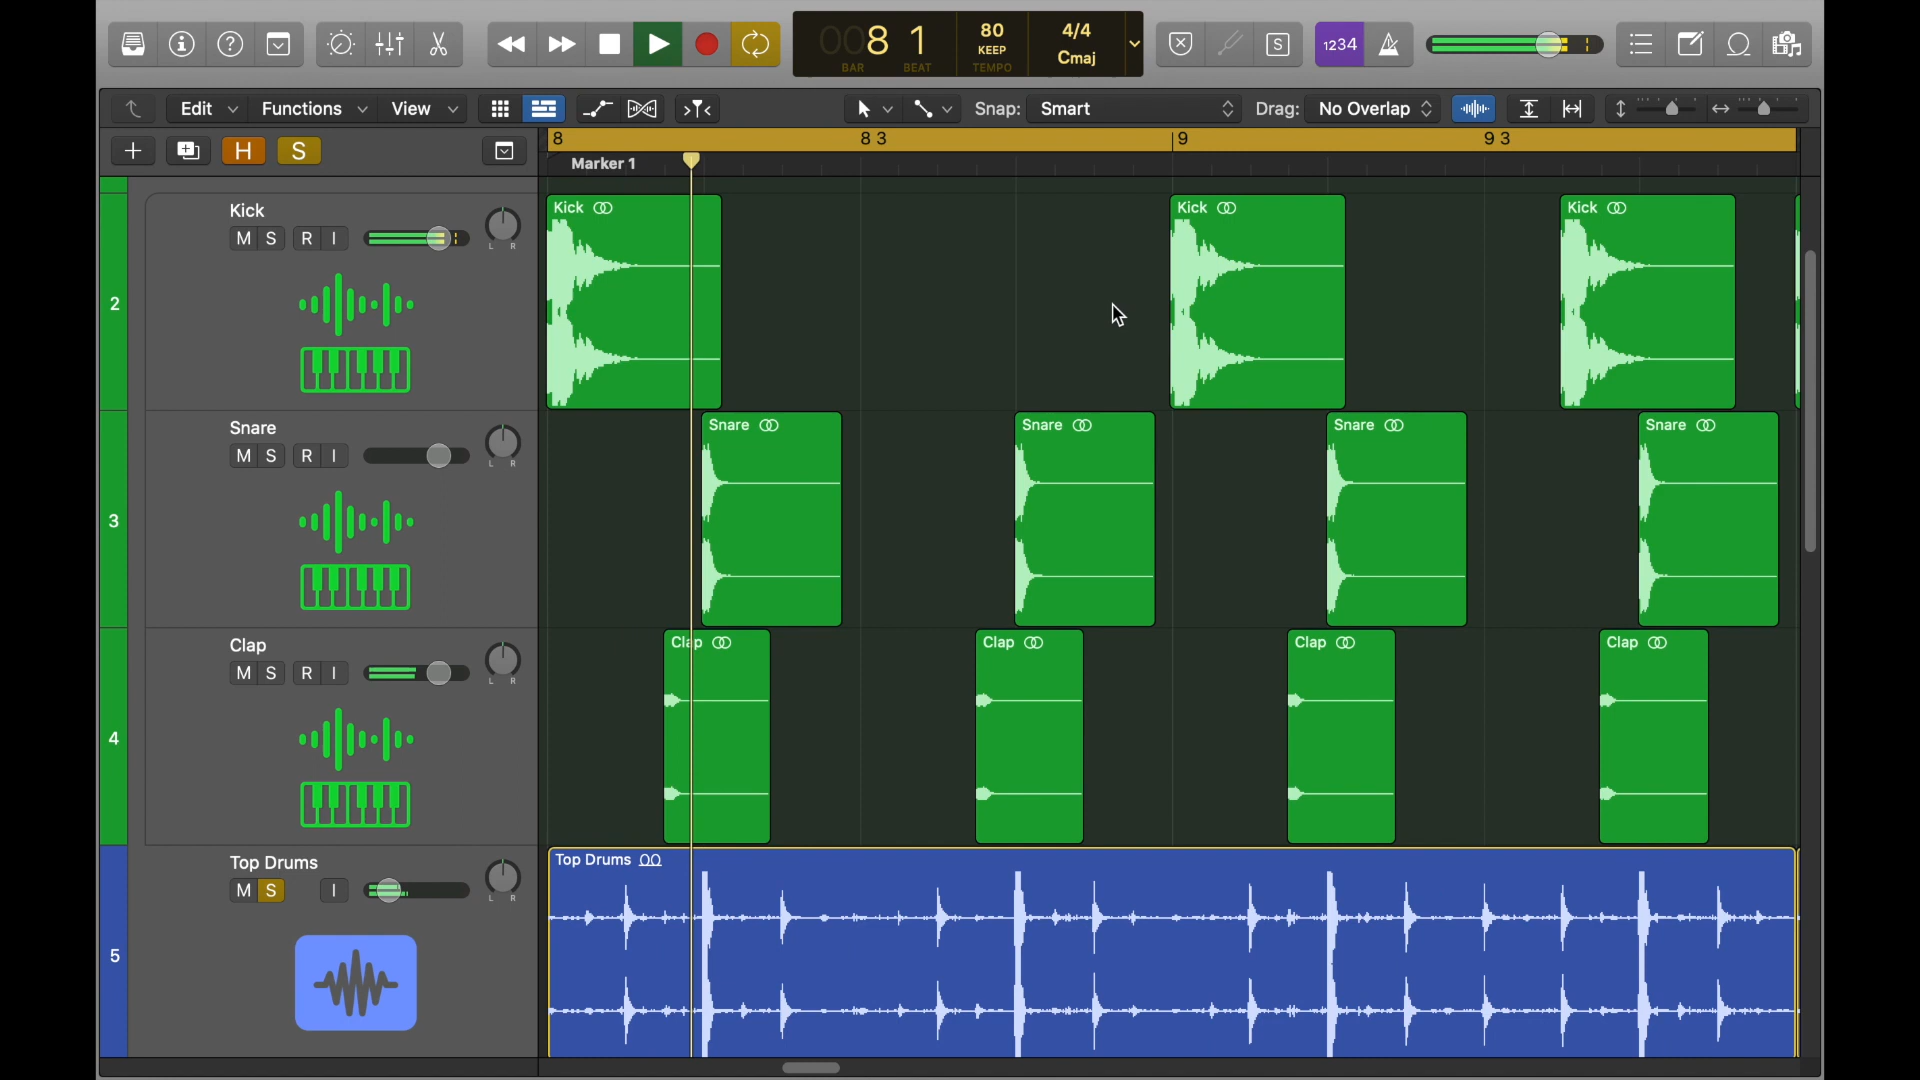 008 1
BAR BEAT
80
KEEP
TEMPO
4/4
Cmaj
S
1234
Edit Functions View
Snap: Smart
Drag: No Overlap
H S
8 8 3 9 9 3
Marker 1
2
Kick
M S R I
L R
Kick Kick Kick
3
Snare
M S R I
L R
Snare Snare Snare Snare
4
Clap
M S R I
L R
Clap Clap Clap Clap
5
Top Drums
M S I
L R
Top Drums